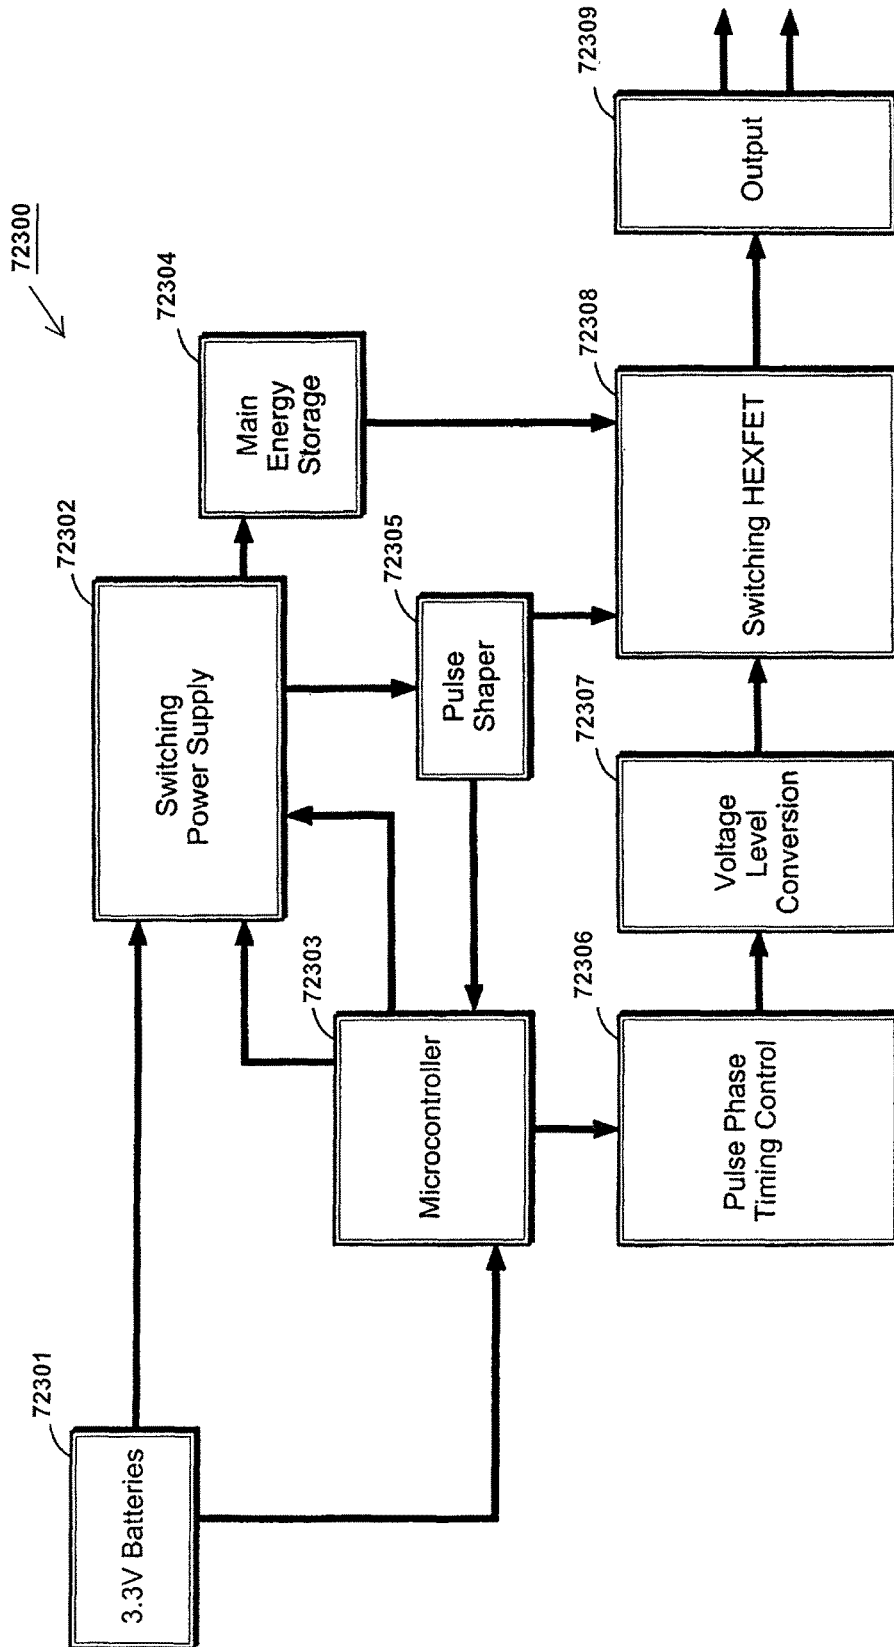 72300
72301
3.3V Batteries
72302
Switching
Power Supply
72303
Microcontroller
72304
Main
Energy
Storage
72305
Pulse
Shaper
72306
Pulse Phase
Timing Control
72307
Voltage
Level
Conversion
72308
Switching HEXFET
72309
Output